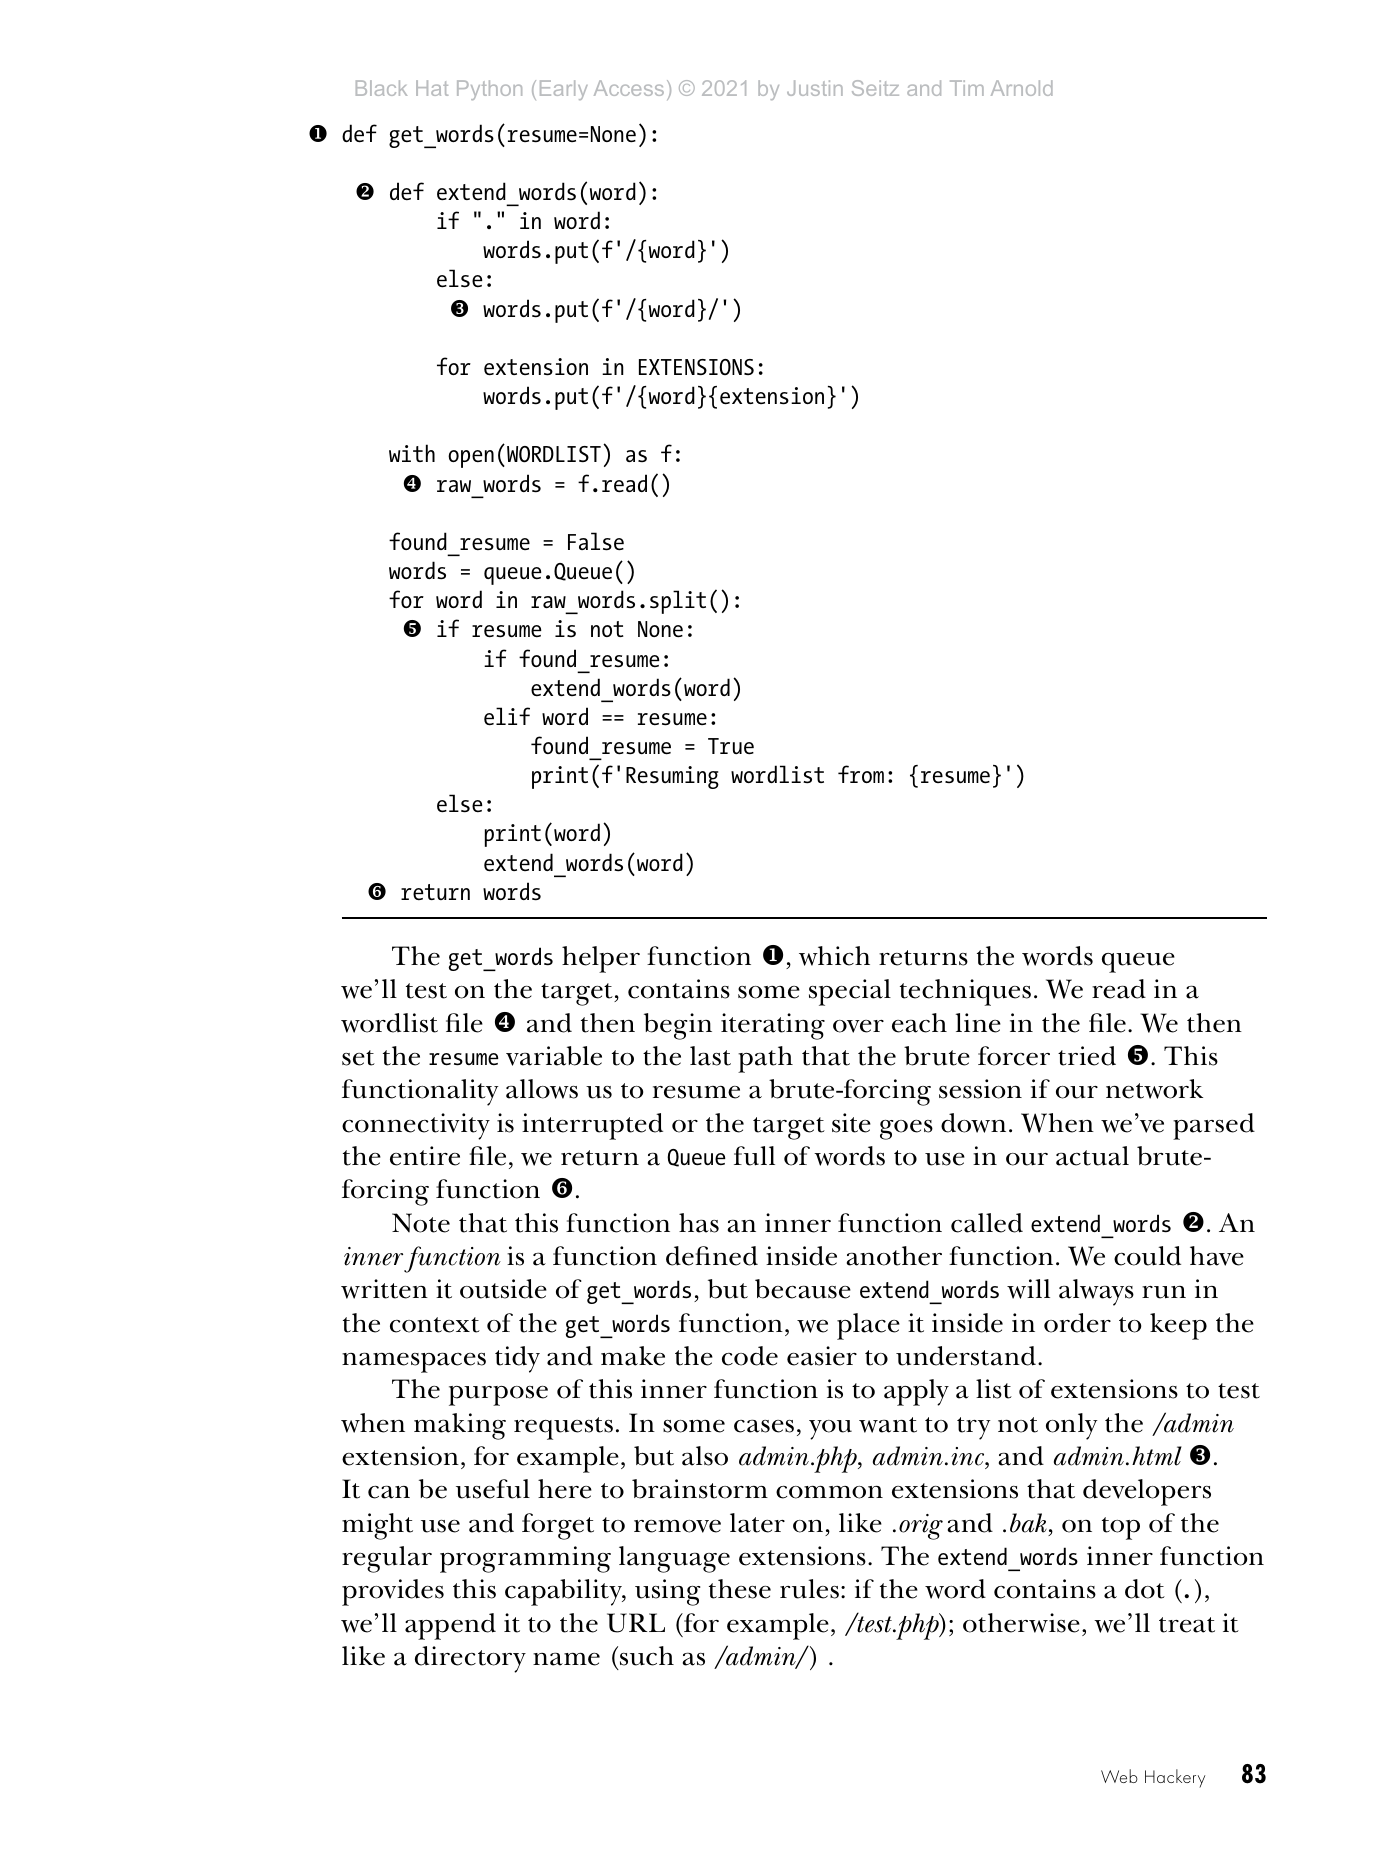 Black Hat Python (Early Access) © 2021 by Justin Seitz and Tim Arnold
❶ def get_words(resume=None):
❷ def extend_words(word):
if "." in word:
words.put(f'/{word}')
else:
❸ words.put(f'/{word}/')
for extension in EXTENSIONS:
words.put(f'/{word}{extension}')
with open(WORDLIST) as f:
❹ raw_words = f.read()
found_resume = False
words = queue.Queue()
for word in raw_words.split():
❺ if resume is not None:
if found_resume:
extend_words(word)
elif word == resume:
found_resume = True
print(f'Resuming wordlist from: {resume}')
else:
print(word)
extend_words(word)
❻ return words
The get_words helper function ❶, which returns the words queue
we’ll test on the target, contains some special techniques. We read in a
wordlist file ❹ and then begin iterating over each line in the file. We then
set the resume variable to the last path that the brute forcer tried ❺. This
functionality allows us to resume a brute-forcing session if our network
connectivity is interrupted or the target site goes down. When we’ve parsed
the entire file, we return a Queue full of words to use in our actual brute-
forcing function ❻.
Note that this function has an inner function called extend_words ❷. An
inner function is a function defined inside another function. We could have
written it outside of get_words, but because extend_words will always run in
the context of the get_words function, we place it inside in order to keep the
namespaces tidy and make the code easier to understand.
The purpose of this inner function is to apply a list of extensions to test
when making requests. In some cases, you want to try not only the /admin
extension, for example, but also admin.php, admin.inc, and admin.html ❸.
It can be useful here to brainstorm common extensions that developers
might use and forget to remove later on, like .orig and .bak, on top of the
regular programming language extensions. The extend_words inner function
provides this capability, using these rules: if the word contains a dot (.),
we’ll append it to the URL (for example, /test.php); otherwise, we’ll treat it
like a directory name (such as /admin/) .
Web Hackery 83